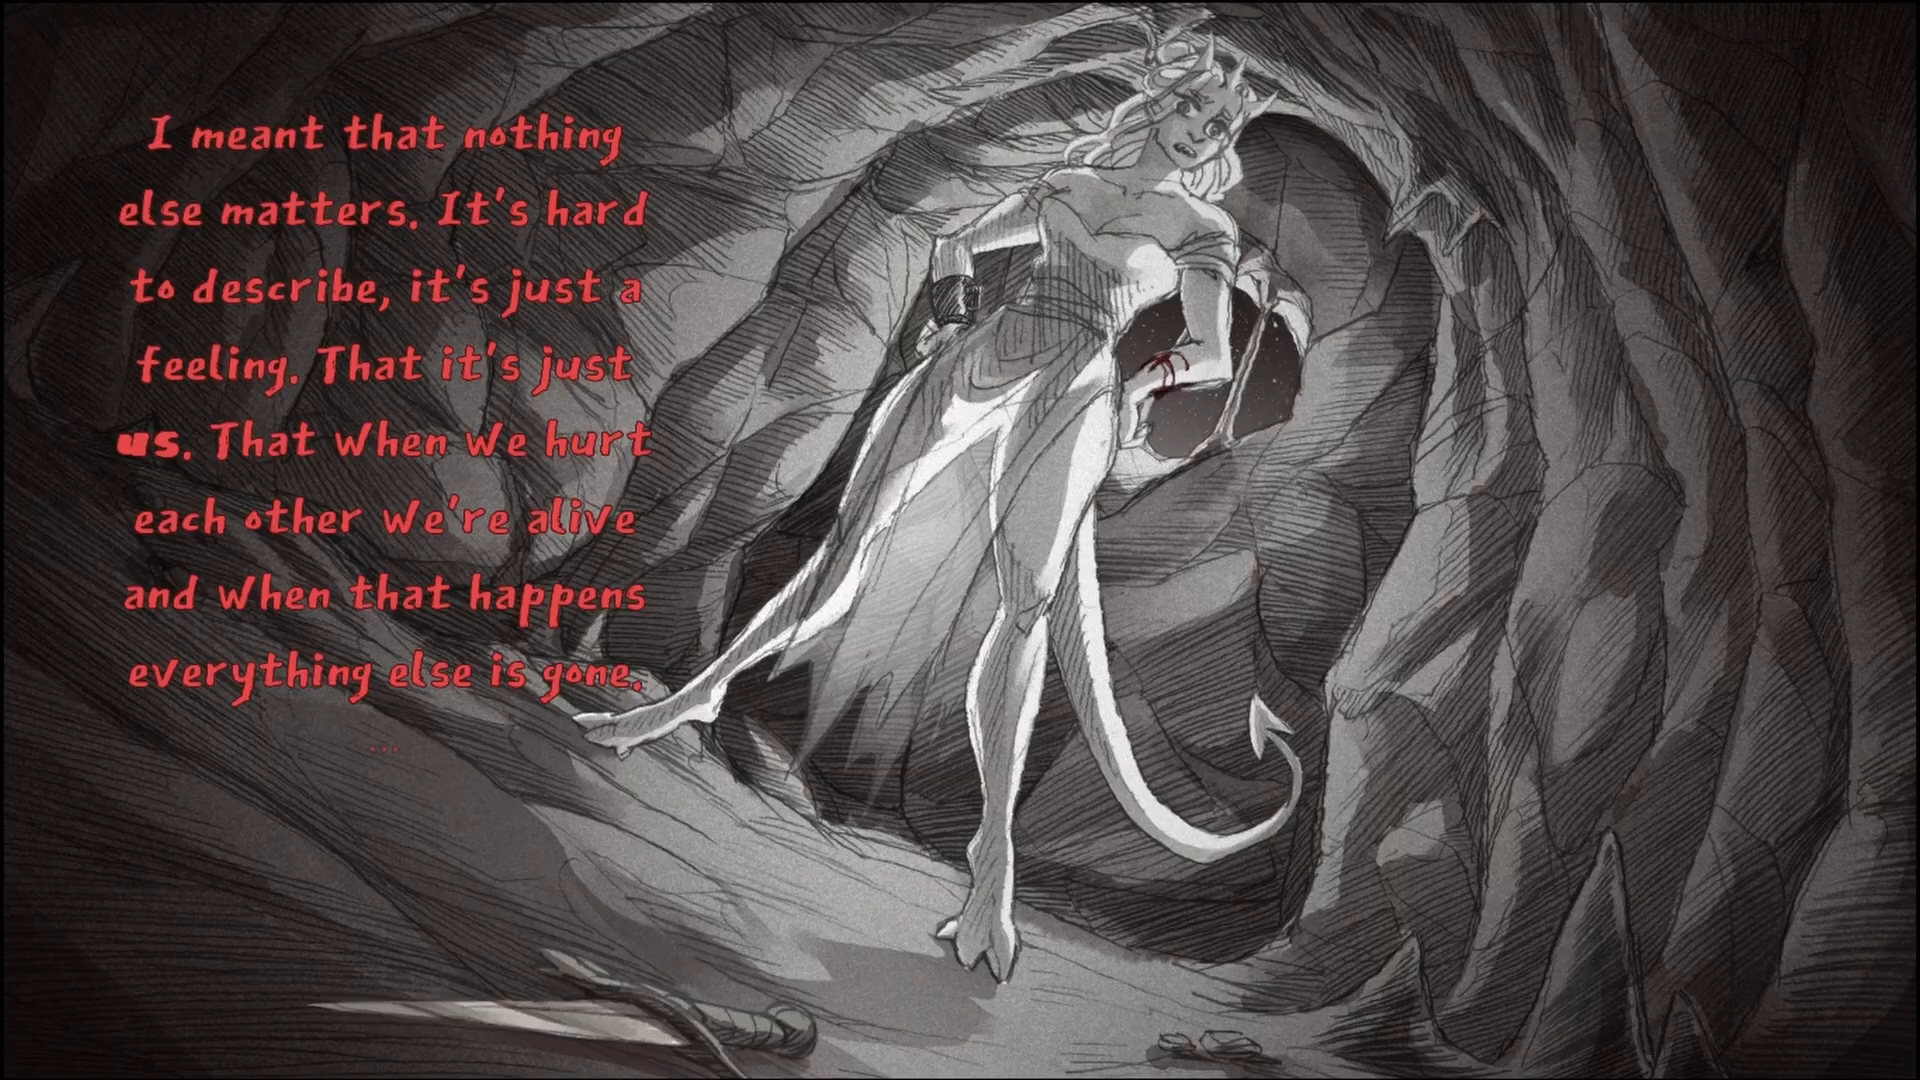 I meant that nothing
else matters. It's hard
to describe, it's just a
feeling. That it's just
us. That when we hurt
each other we're alive
and when that happens
everything else is gone.
...